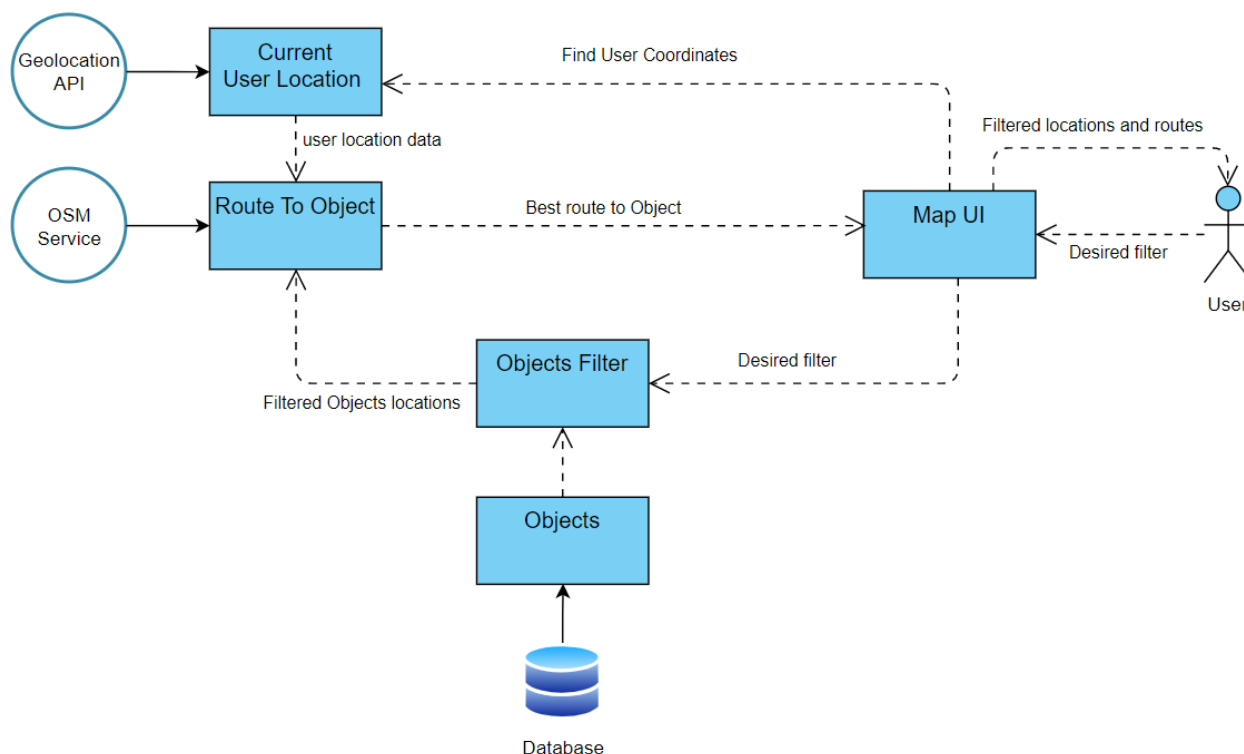 Geolocation
API
Current
User Location
Find User Coordinates
user location data
Filtered locations and routes
OSM
Service
Route To Object
Best route to Object
Map UI
Desired filter
User
Objects Filter
Desired filter
Filtered Objects locations
Objects
Database